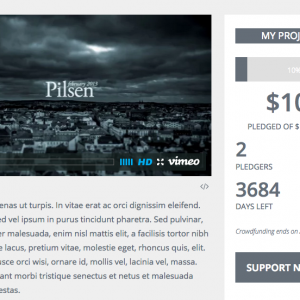 february 2013
Pilsen
HD
vimeo
</>
enas ut turpis. In vitae erat ac orci dignissim eleifend.
ed vel ipsum in purus tincidunt pharetra. Sed pulvinar,
er malesuada, enim nisl mattis elit, a facilisis tortor nibh
e lacus, pretium vitae, molestie eget, rhoncus quis, elit.
usce orci wisi, ornare id, mollis vel, lacinia vel, massa.
ant morbi tristique senectus et netus et malesuada
estas.
MY PROJ
10%
$10
PLEDGED OF $
2
PLEDGERS
3684
DAYS LEFT
Crowdfunding ends on
SUPPORT N